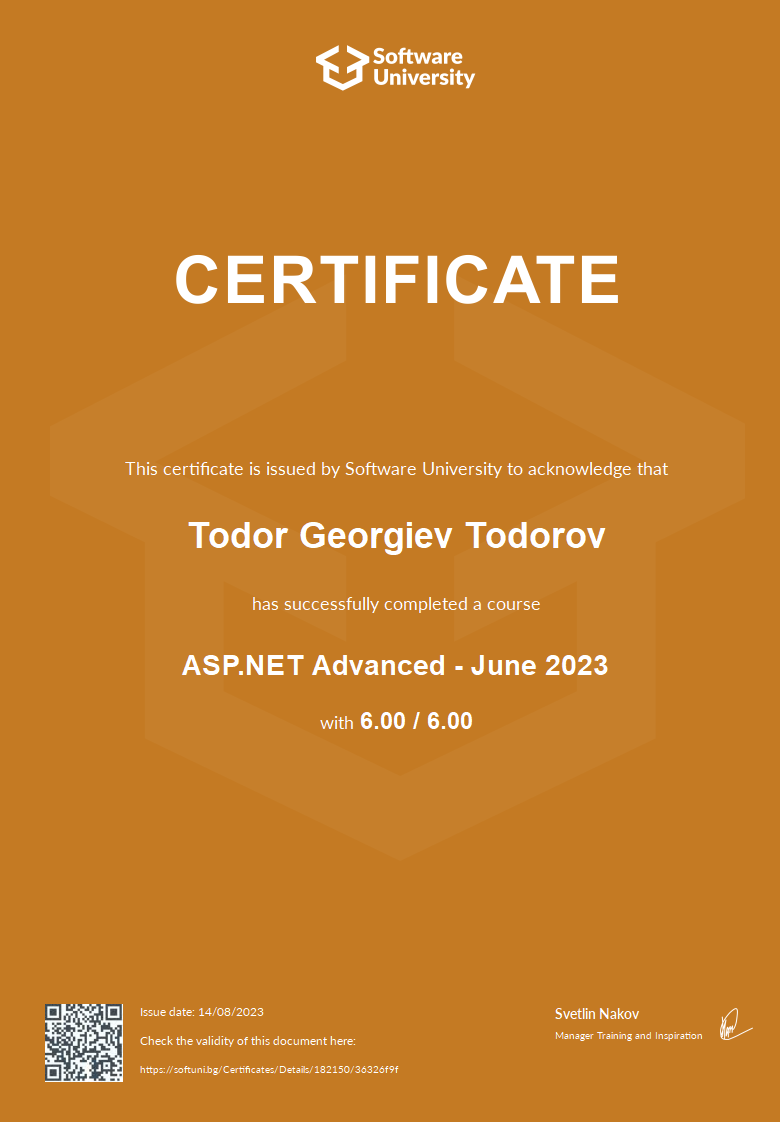 Software
University
CERTIFICATE
This certificate is issued by Software University to acknowledge that
Todor Georgiev Todorov
has successfully completed a course
ASP.NET Advanced - June 2023
with 6.00 / 6.00
Issue date: 14/08/2023
Check the validity of this document here:
https://softuni.bg/Certificates/Details/182150/36326f9f
Svetlin Nakov
Manager Training and Inspiration